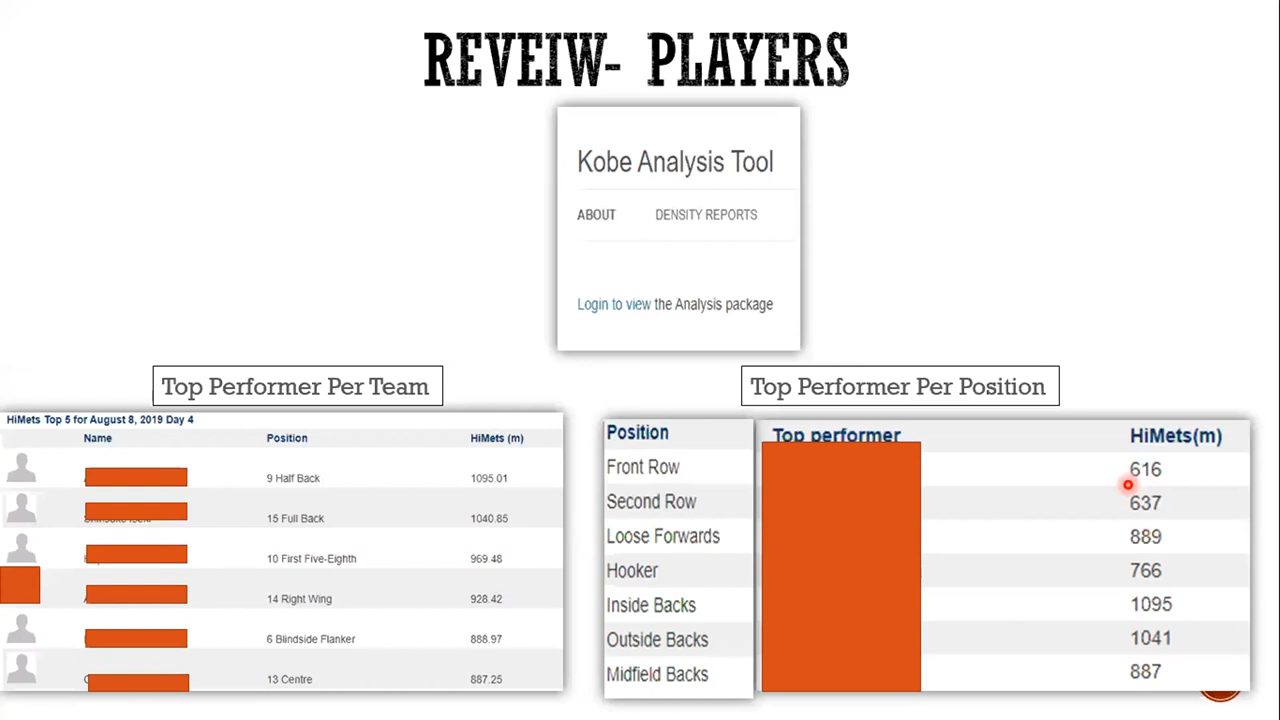 REVEIW- PLAYERS
Kobe Analysis Tool
ABOUT DENSITY REPORTS
Login to view the Analysis package
Top Performer Per Team
HiMets Top 5 for August 8, 2019 Day 4
Name Position HiMets (m)
9 Half Back 1095.01
15 Full Back 1040.85
10 First Five-Eighth 969.48
14 Right Wing 928.42
6 Blindside Flanker 888.97
13 Centre 887.25
Top Performer Per Position
Position Top performer HiMets(m)
Front Row 616
Second Row 637
Loose Forwards 889
Hooker 766
Inside Backs 1095
Outside Backs 1041
Midfield Backs 887